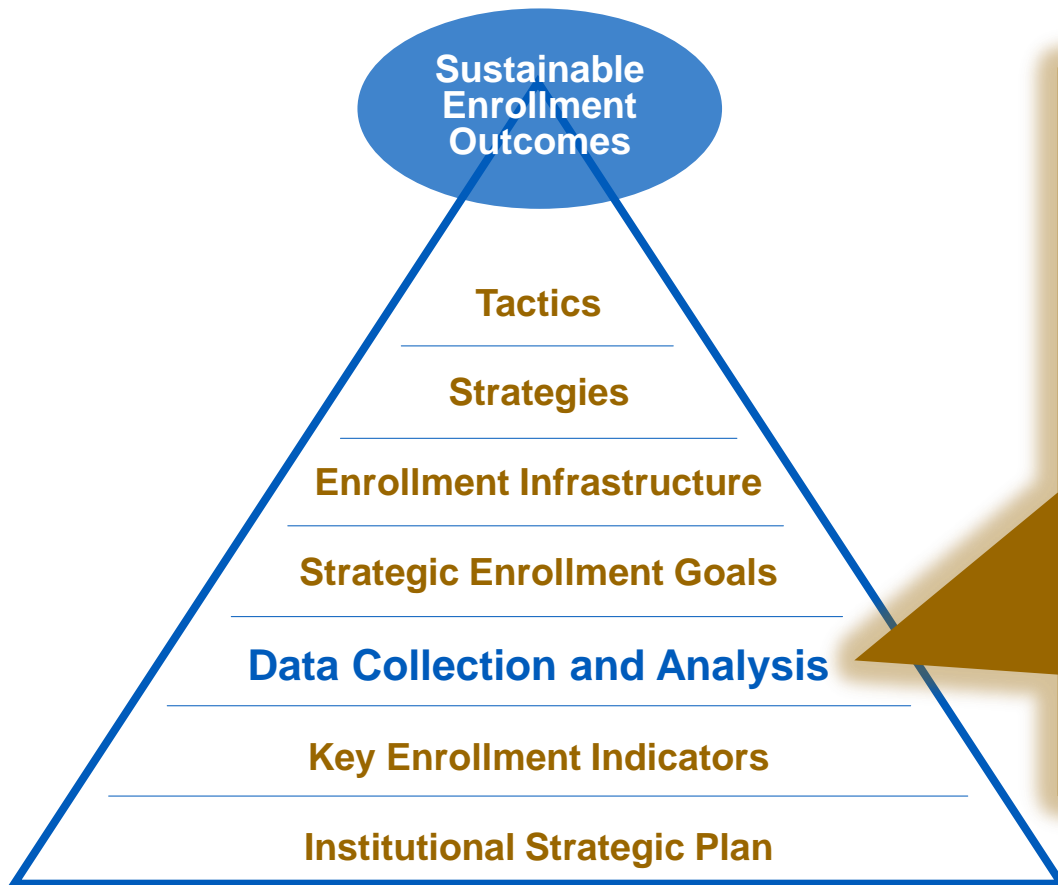 Sustainable
Enrollment
Outcomes
Tactics
Strategies
Enrollment Infrastructure
Strategic Enrollment Goals
Data Collection and Analysis
Key Enrollment Indicators
Institutional Strategic Plan